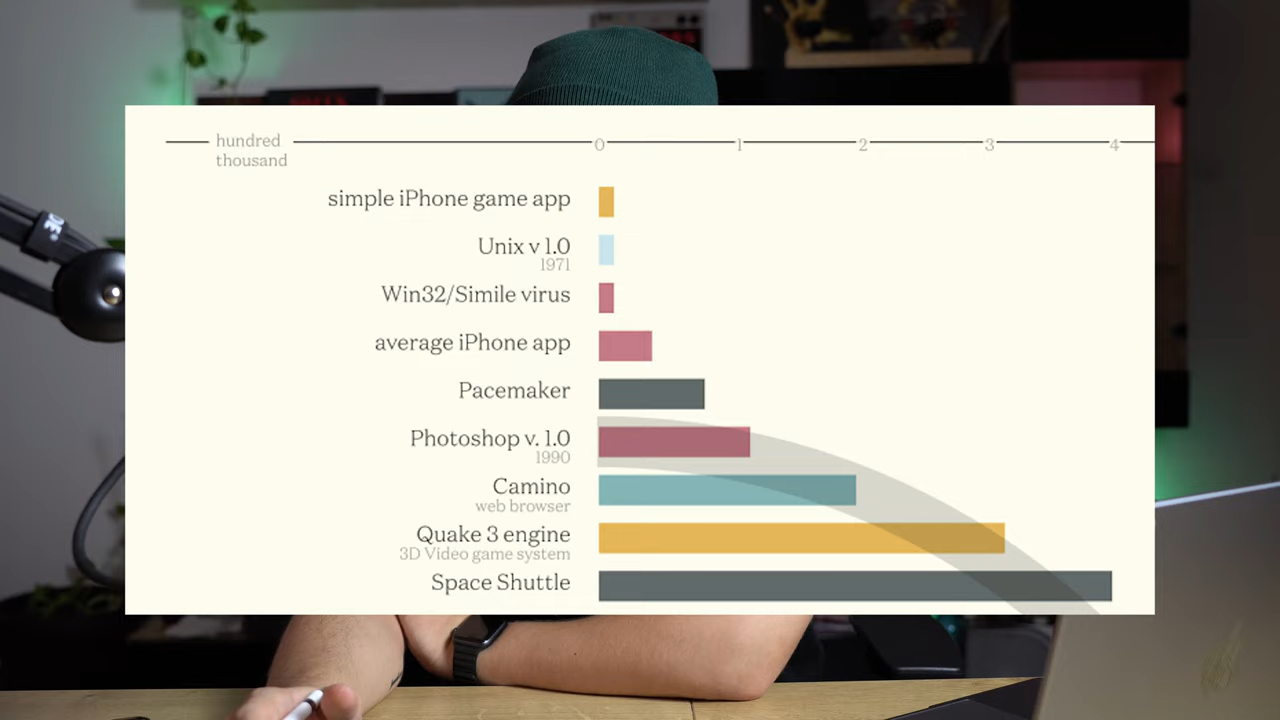 hundred
thousand
0 1 2 3 4
simple iPhone game app
Unix v 1.0
1971
Win32/Simile virus
average iPhone app
Pacemaker
Photoshop v. 1.0
1990
Camino
web browser
Quake 3 engine
3D Video game system
Space Shuttle